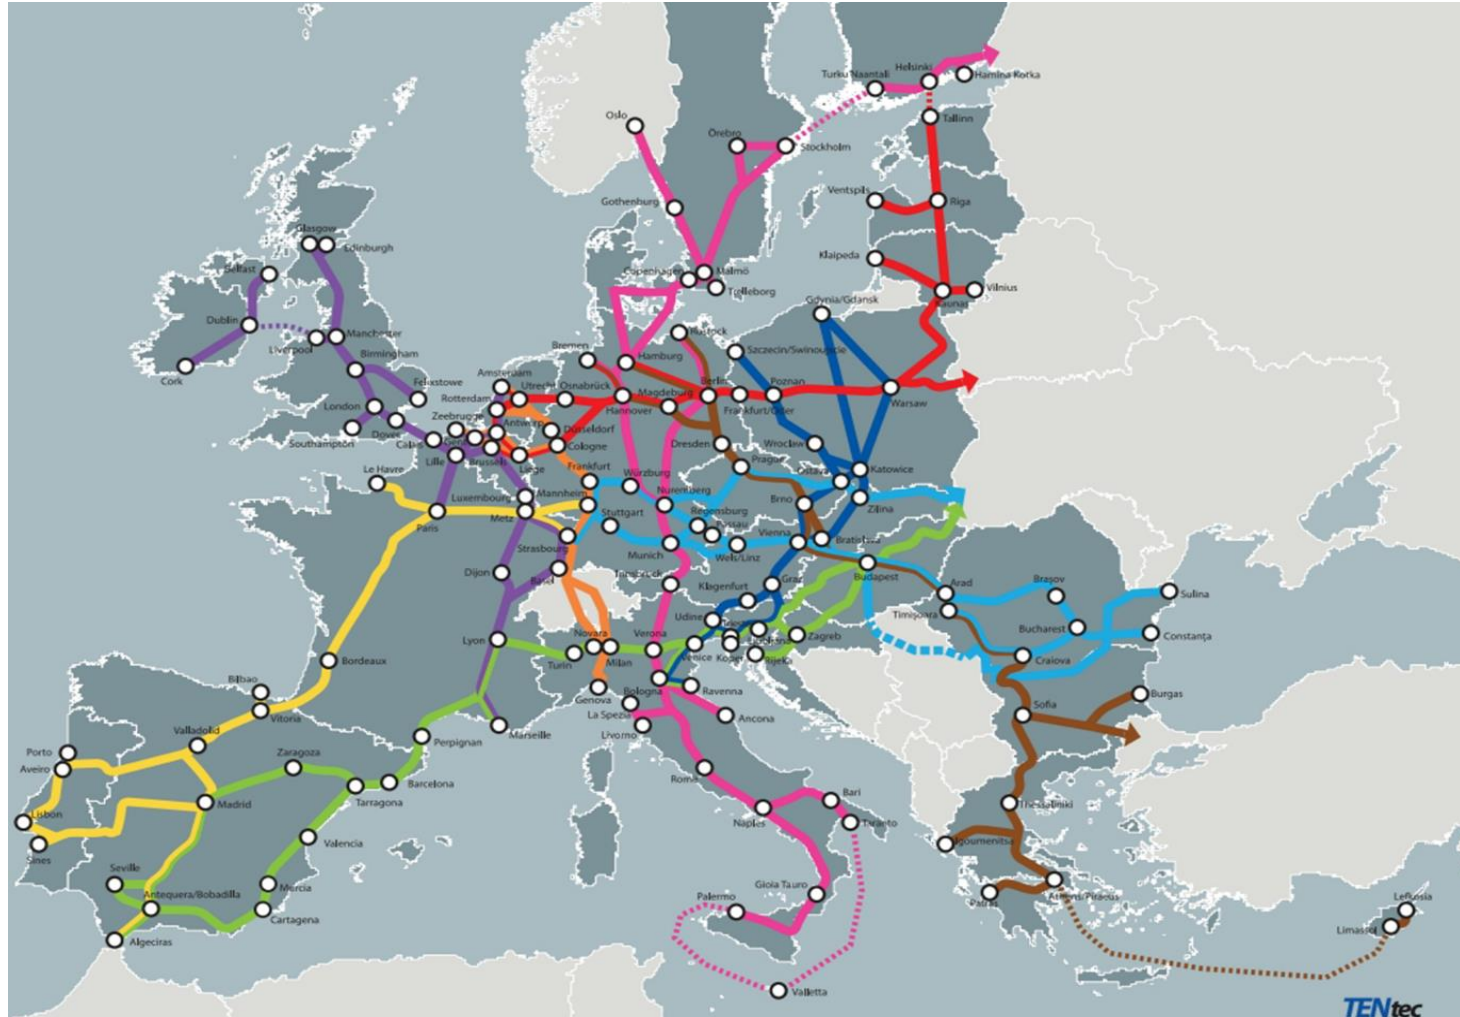 Helsinki
Turku Naantali
Hamina Kotka
Oslo
Örebro
Stockholm
Tallinn
Ventspils
Riga
Gothenburg
Glasgow
Edinburgh
Klaipeda
Belfast
Copenhagen
Malmö
Trelleborg
Kaunas
Vilnius
Gdynia/Gdansk
Dublin
Liverpool
Manchester
Rostock
Bremen
Hamburg
Szczecin/Swinoujscie
Birmingham
Cork
Amsterdam
Utrecht
Osnabrück
Magdeburg
Berlin
Poznan
Felixstowe
Rotterdam
Warsaw
London
Hannover
Frankfurt/Oder
Zeebrugge
Antwerp
Düsseldorf
Southampton
Dover
Calais
Cologne
Dresden
Wroclaw
Lille
Brussels
Liege
Prague
Le Havre
Frankfurt
Würzburg
Ostava
Katowice
Luxembourg
Mannheim
Nuremberg
Brno
Zilina
Paris
Metz
Stuttgart
Regensburg
Passau
Strasbourg
Munich
Wels/Linz
Vienna
Bratislava
Dijon
Basel
Innsbruck
Klagenfurt
Graz
Budapest
Arad
Braşov
Sulina
Timişoara
Udine
Lyon
Novara
Verona
Zagreb
Bucharest
Constanţa
Turin
Milan
Venice
Koper
Rijeka
Craiova
Bordeaux
Bilbao
Genova
Bologna
Ravenna
Burgas
Vitoria
La Spezia
Ancona
Sofia
Valladolid
Marseille
Livorno
Perpignan
Porto
Aveiro
Zaragoza
Roma
Barcelona
Madrid
Tarragona
Bari
Thessaloniki
Lisbon
Naples
Taranto
Valencia
Igoumenitsa
Sines
Seville
Murcia
Gioia Tauro
Antequera/Bobadilla
Palermo
Patras
Athens/Piraeus
Lefkosia
Cartagena
Limassol
Algeciras
Valletta
TENtec